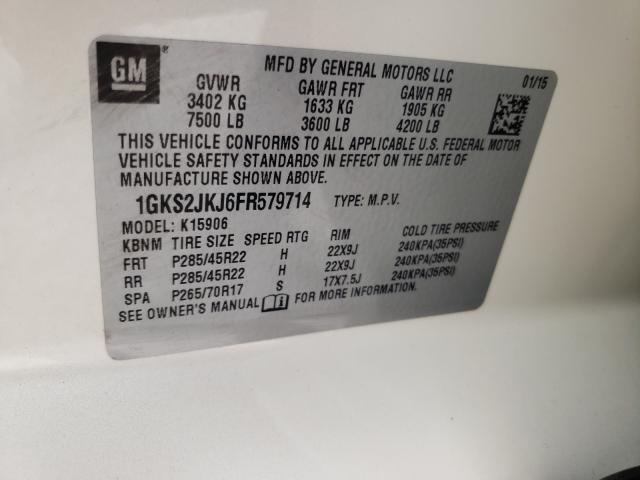 GM ®
MFD BY GENERAL MOTORS LLC 01/15
GVWR GAWR FRT GAWR RR
3402 KG 1633 KG 1905 KG
7500 LB 3600 LB 4200 LB
THIS VEHICLE CONFORMS TO ALL APPLICABLE U.S. FEDERAL MOTOR
VEHICLE SAFETY STANDARDS IN EFFECT ON THE DATE OF
MANUFACTURE SHOWN ABOVE.
1GKS2JKJ6FR579714 TYPE: M.P.V.
MODEL: K15906
KBNM TIRE SIZE SPEED RTG RIM COLD TIRE PRESSURE
FRT P285/45R22 H 22X9J 240KPA(35PSI)
RR P285/45R22 H 22X9J 240KPA(35PSI)
SPA P265/70R17 S 17X7.5J 240KPA(35PSI)
SEE OWNER'S MANUAL FOR MORE INFORMATION.